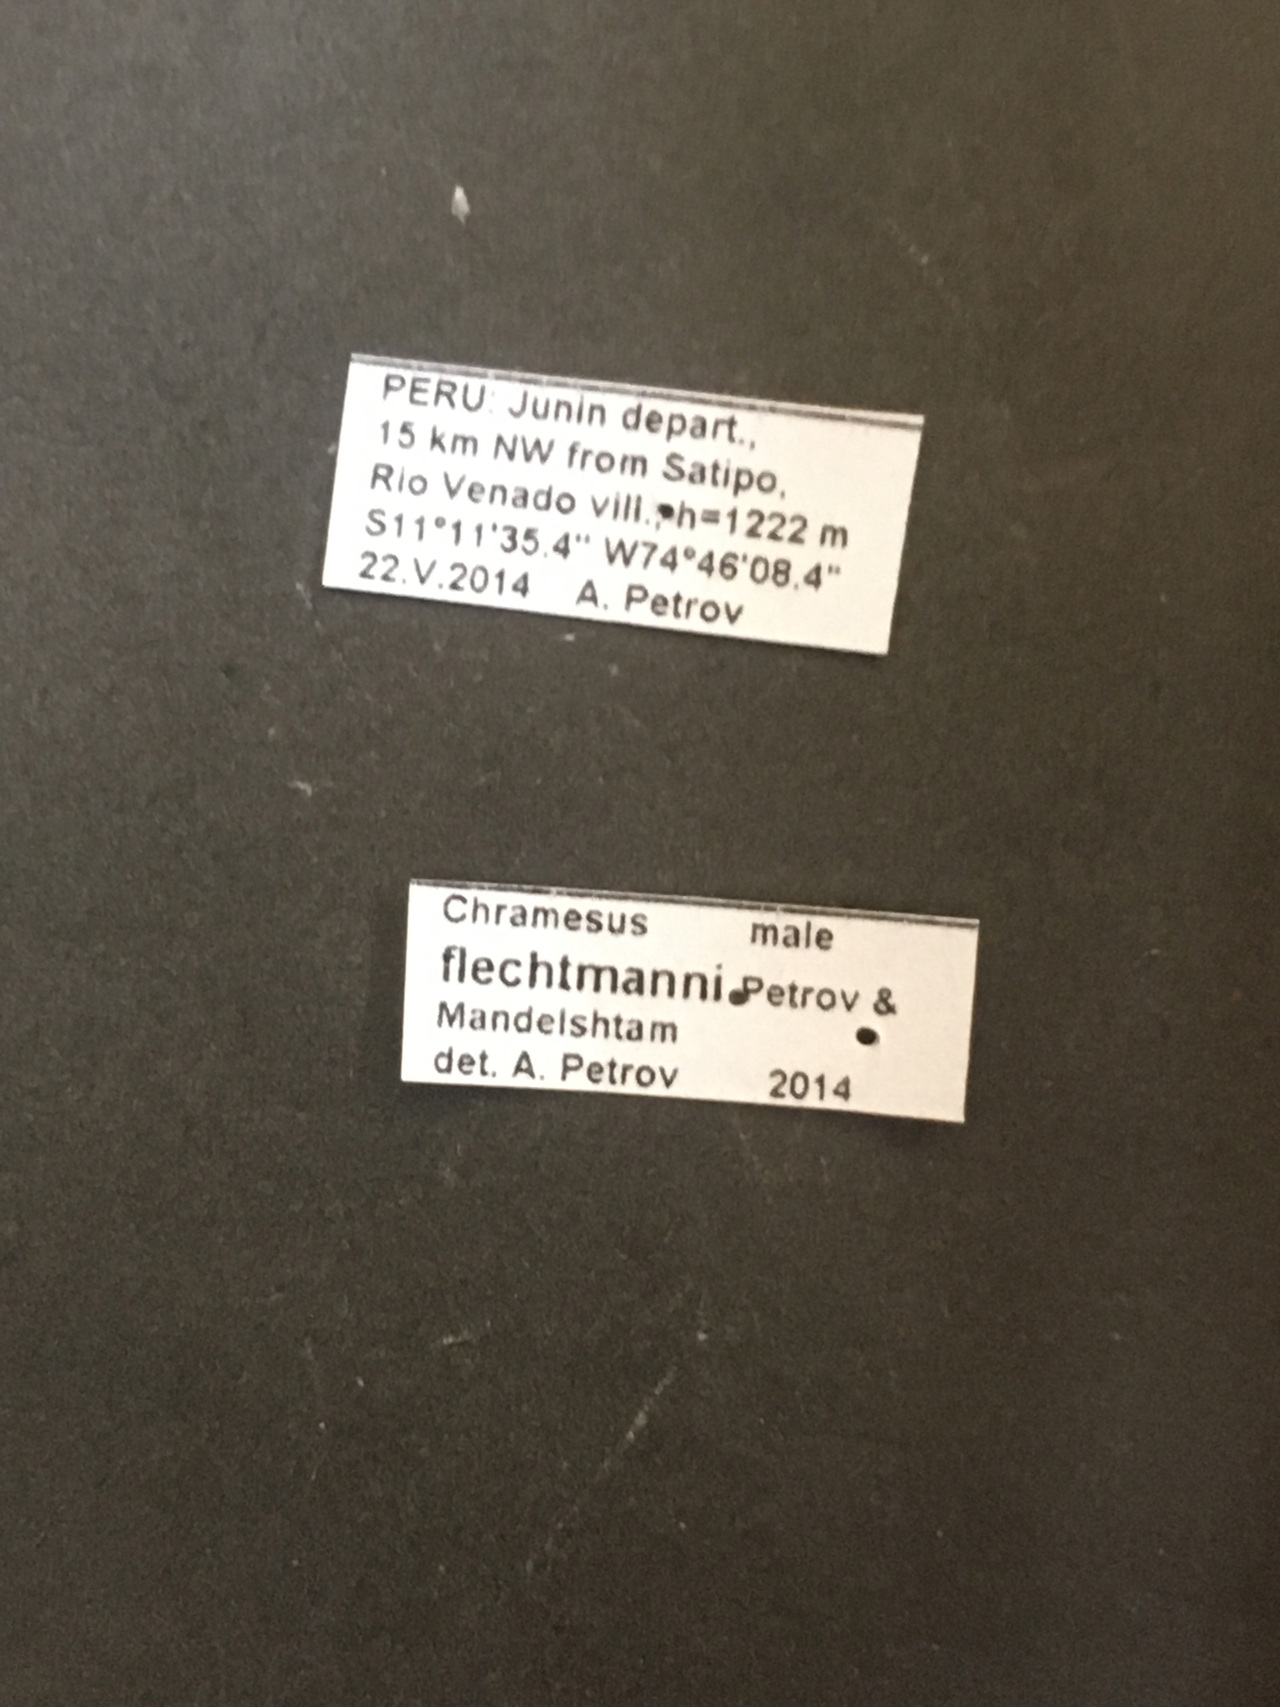 PERU: Junin depart.,
15 km NW from Satipo,
Rio Venado vill., h=1222 m
S11°11'35.4" W74°46'08.4"
22.V.2014 A. Petrov
Chramesus male
flechtmanni Petrov &
Mandelshtam
det. A. Petrov 2014